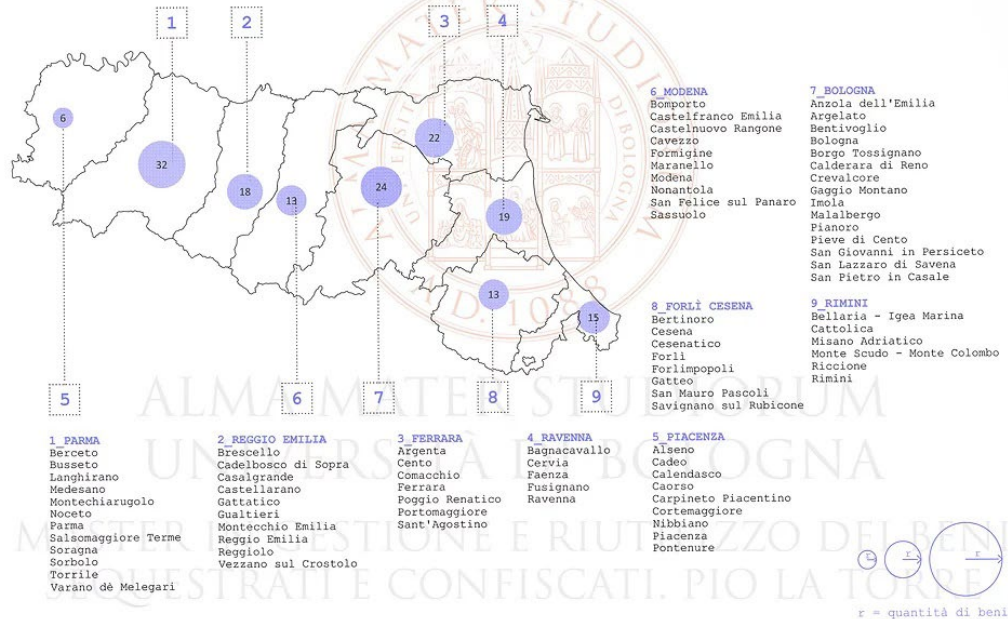 1
2
3
4
6
32
18
13
24
22
19
13
15
5
6
7
8
9
6_MODENA
Bomporto
Castelfranco Emilia
Castelnuovo Rangone
Cavezzo
Formigine
Maranello
Modena
Nonantola
San Felice sul Panaro
Sassuolo
7_BOLOGNA
Anzola dell'Emilia
Argelato
Bentivoglio
Bologna
Borgo Tossignano
Calderara di Reno
Crevalcore
Gaggio Montano
Imola
Malalbergo
Pianoro
Pieve di Cento
San Giovanni in Persiceto
San Lazzaro di Savena
San Pietro in Casale
8_FORLÌ CESENA
Bertinoro
Cesena
Cesenatico
Forlì
Forlimpopoli
Gatteo
San Mauro Pascoli
Savignano sul Rubicone
9_RIMINI
Bellaria - Igea Marina
Cattolica
Misano Adriatico
Monte Scudo - Monte Colombo
Riccione
Rimini
1_PARMA
Berceto
Busseto
Langhirano
Medesano
Montechiarugolo
Noceto
Parma
Salsomaggiore Terme
Soragna
Sorbolo
Torrile
Varano dè Melegari
2_REGGIO EMILIA
Brescello
Cadelbosco di Sopra
Casalgrande
Castellarano
Gattatico
Gualtieri
Montecchio Emilia
Reggio Emilia
Reggiolo
Vezzano sul Crostolo
3_FERRARA
Argenta
Cento
Comacchio
Ferrara
Poggio Renatico
Portomaggiore
Sant'Agostino
4_RAVENNA
Bagnacavallo
Cervia
Faenza
Fusignano
Ravenna
5_PIACENZA
Alseno
Cadeo
Calendasco
Caorso
Carpineto Piacentino
Cortemaggiore
Nibbiano
Piacenza
Pontenure
r
r
r
r = quantità di beni
ALMA MATER STUDIORUM
A.D. 1088
ALMA MATER STUDIORUM
UNIVERSITÀ DI BOLOGNA
MASTER IN GESTIONE E RIUTILIZZO DEI BENI
SEQUESTRATI E CONFISCATI. PIO LA TORRE